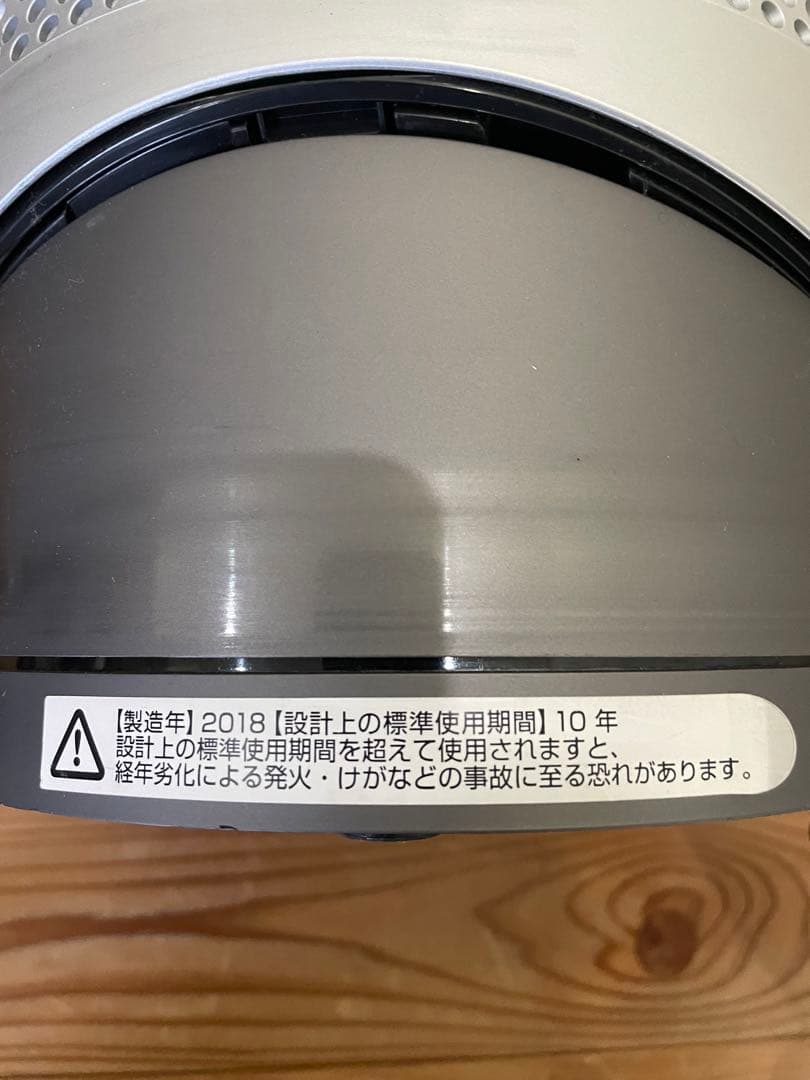 【製造年】2018【設計上の標準使用期間】10 年
設計上の標準使用期間を超えて使用されますと、
経年劣化による発火・けがなどの事故に至る恐れがあります。